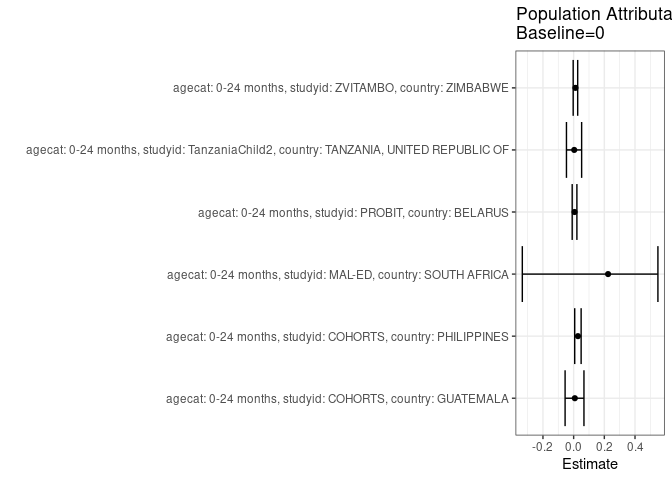 Population Attributa
Baseline=0
agecat: 0-24 months, studyid: ZVITAMBO, country: ZIMBABWE
agecat: 0-24 months, studyid: TanzaniaChild2, country: TANZANIA, UNITED REPUBLIC OF
agecat: 0-24 months, studyid: PROBIT, country: BELARUS
agecat: 0-24 months, studyid: MAL-ED, country: SOUTH AFRICA
agecat: 0-24 months, studyid: COHORTS, country: PHILIPPINES
agecat: 0-24 months, studyid: COHORTS, country: GUATEMALA
-0.2 0.0 0.2 0.4
Estimate